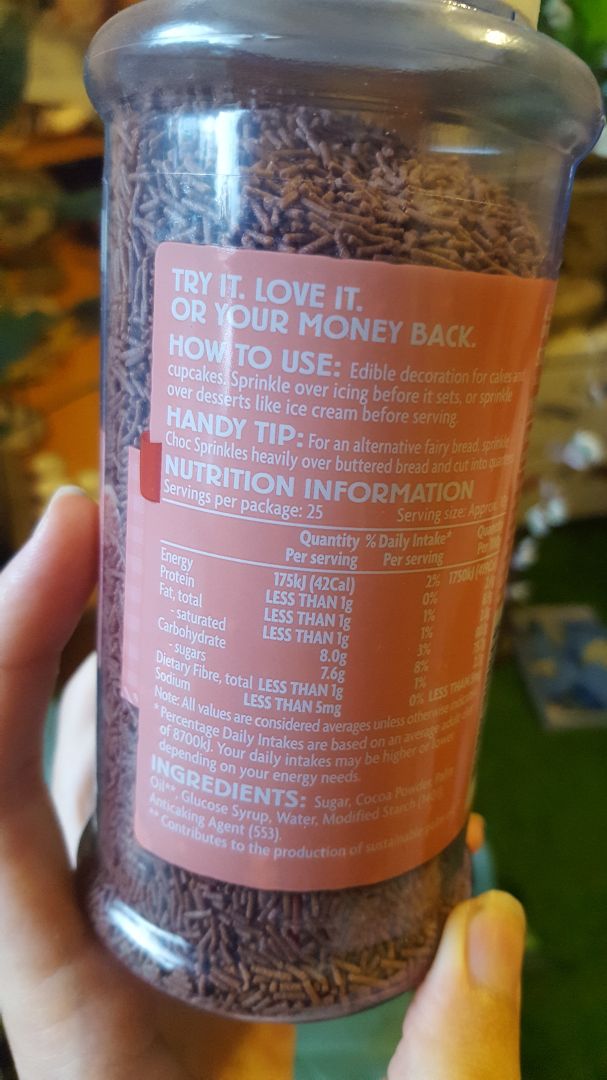 TRY IT. LOVE IT.
OR YOUR MONEY BACK.
HOW TO USE: Edible decoration for cakes and
cupcakes. Sprinkle over icing before it sets, or sprinkle
over desserts like ice cream before serving.
HANDY TIP: For an alternative fairy bread, sprinkle
Choc Sprinkles heavily over buttered bread and cut into
NUTRITION INFORMATION
Servings per package: 25 Serving size: Approx.
Quantity % Daily Intake*
Per serving Per serving Per
Energy 175kJ (42Cal) 2% 1750kJ
Protein LESS THAN 1g 0%
Fat, total LESS THAN 1g 1%
- saturated LESS THAN 1g 1%
Carbohydrate 8.0g 3%
- sugars 7.6g 8%
Dietary Fibre, total LESS THAN 1g 1%
Sodium LESS THAN 5mg 0% LESS THAN
Note: All values are considered averages unless otherwise
* Percentage Daily Intakes are based on an average adult
of 8700kJ. Your daily intakes may be higher or lower
depending on your energy needs.
INGREDIENTS: Sugar, Cocoa Powder, Palm
Oil**, Glucose Syrup, Water, Modified Starch
Anticaking Agent (553).
** Contributes to the production of sustainable